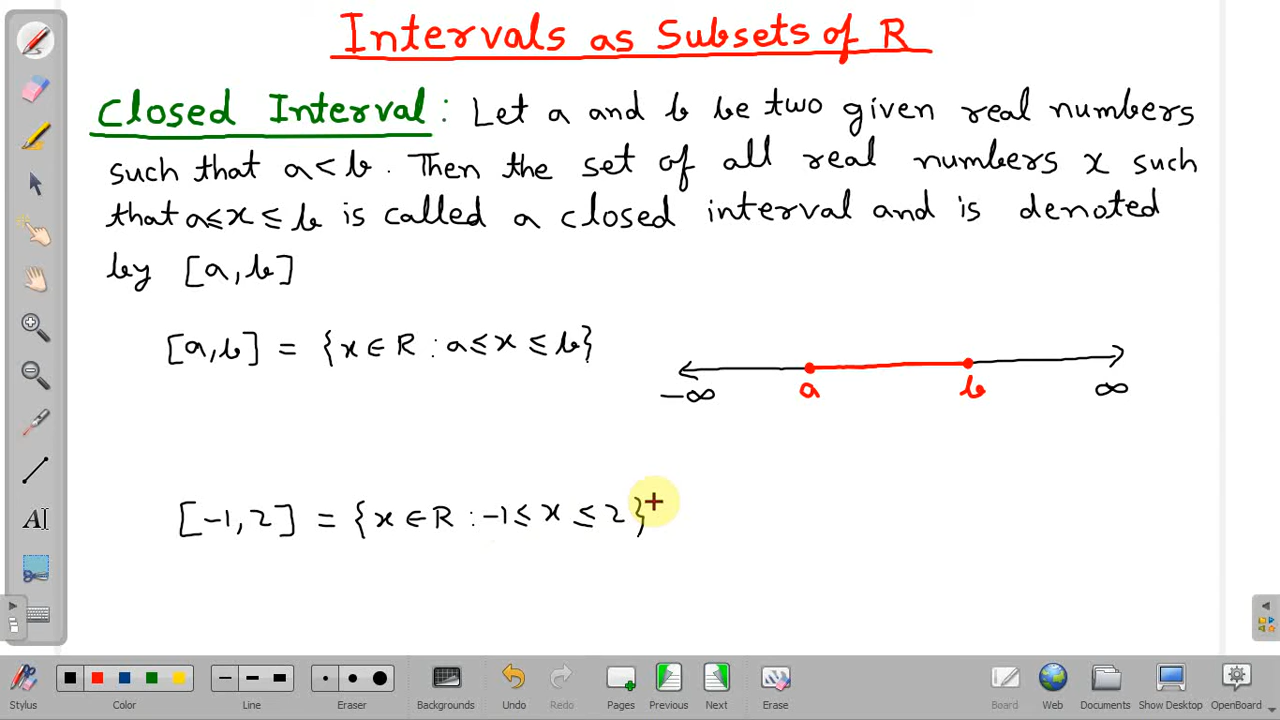 Intervals as Subsets of R
Closed Interval: Let a and b be two given real numbers
such that a < b. Then the set of all real numbers x such
that a ≤ x ≤ b is called a closed interval and is denoted
by [a, b]
[a, b] = {x ∈ R : a ≤ x ≤ b}
-∞ a b ∞
[-1, 2] = {x ∈ R : -1 ≤ x ≤ 2}
AI
Stylus Color Line Eraser Backgrounds Undo Redo Pages Previous Next Erase Board Web Documents Show Desktop OpenBoard